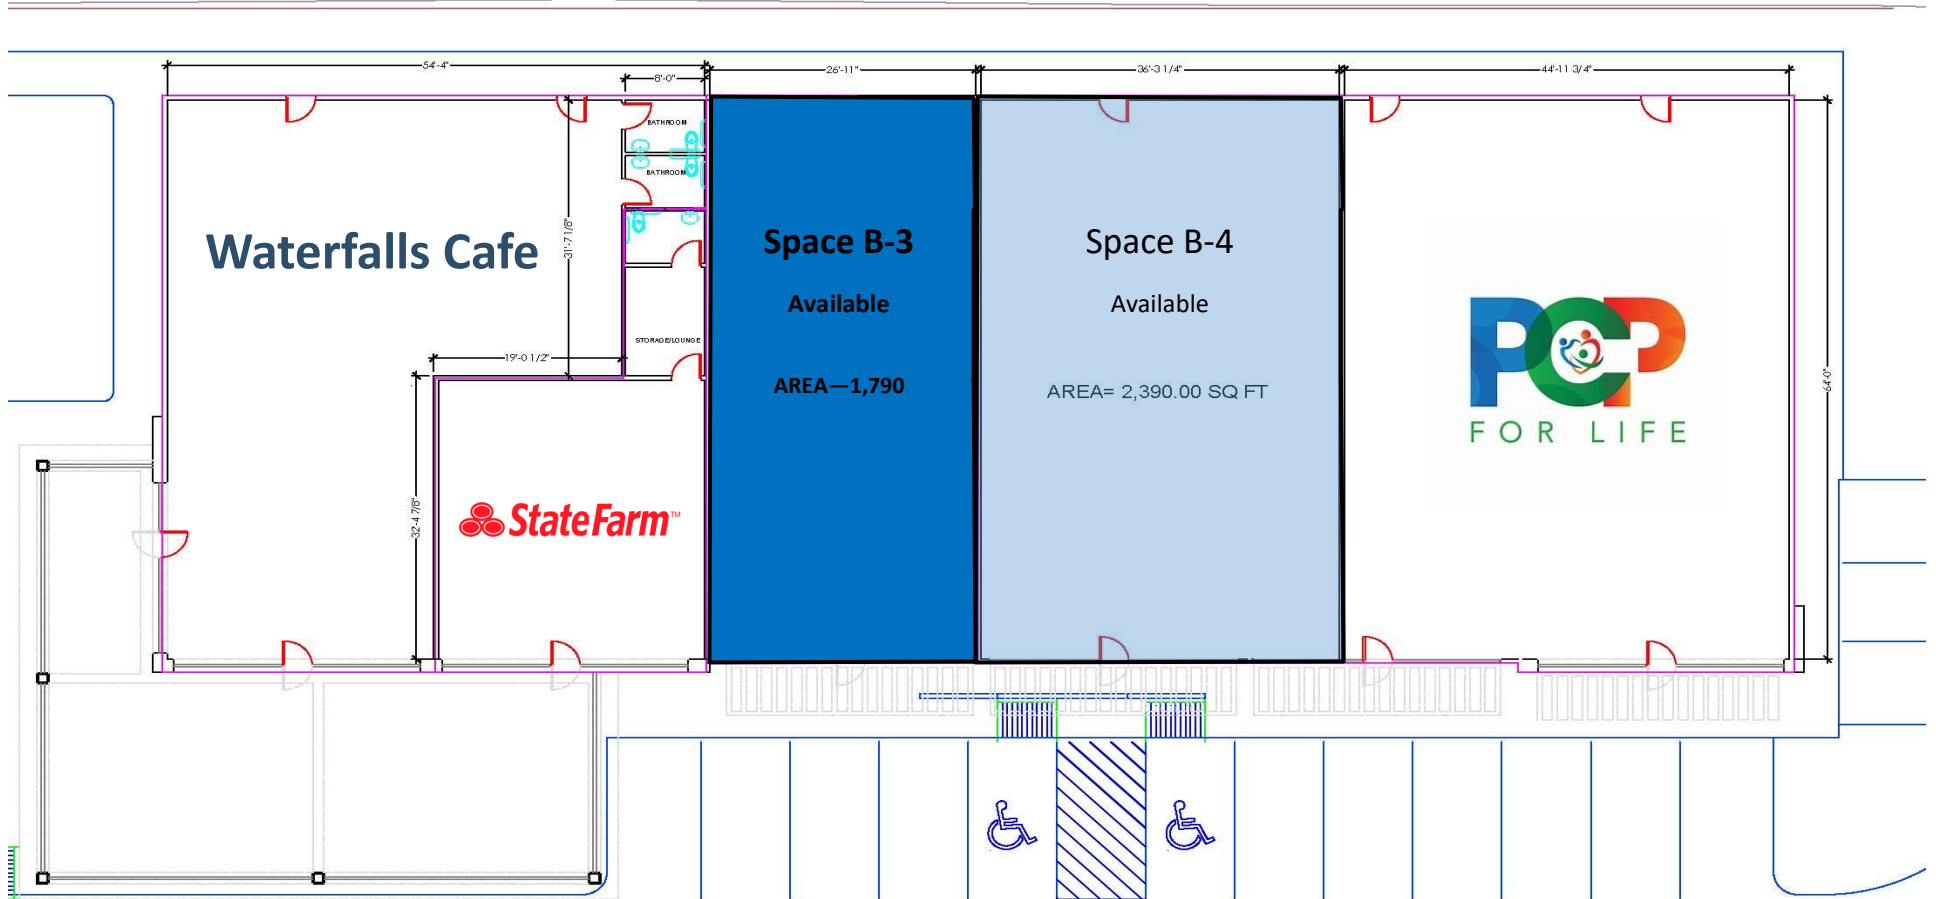 54'-4"
8'-0"
26'-11"
36'-3 1/4"
44'-11 3/4"
BATHROOM
BATHROOM
31'-7 1/8"
Waterfalls Cafe
Space B-3
Available
AREA—1,790
Space B-4
Available
AREA= 2,390.00 SQ FT
PCP
FOR LIFE
64'-0"
STORAGE/LOUNGE
19'-0 1/2"
32'-4 7/8"
State Farm™